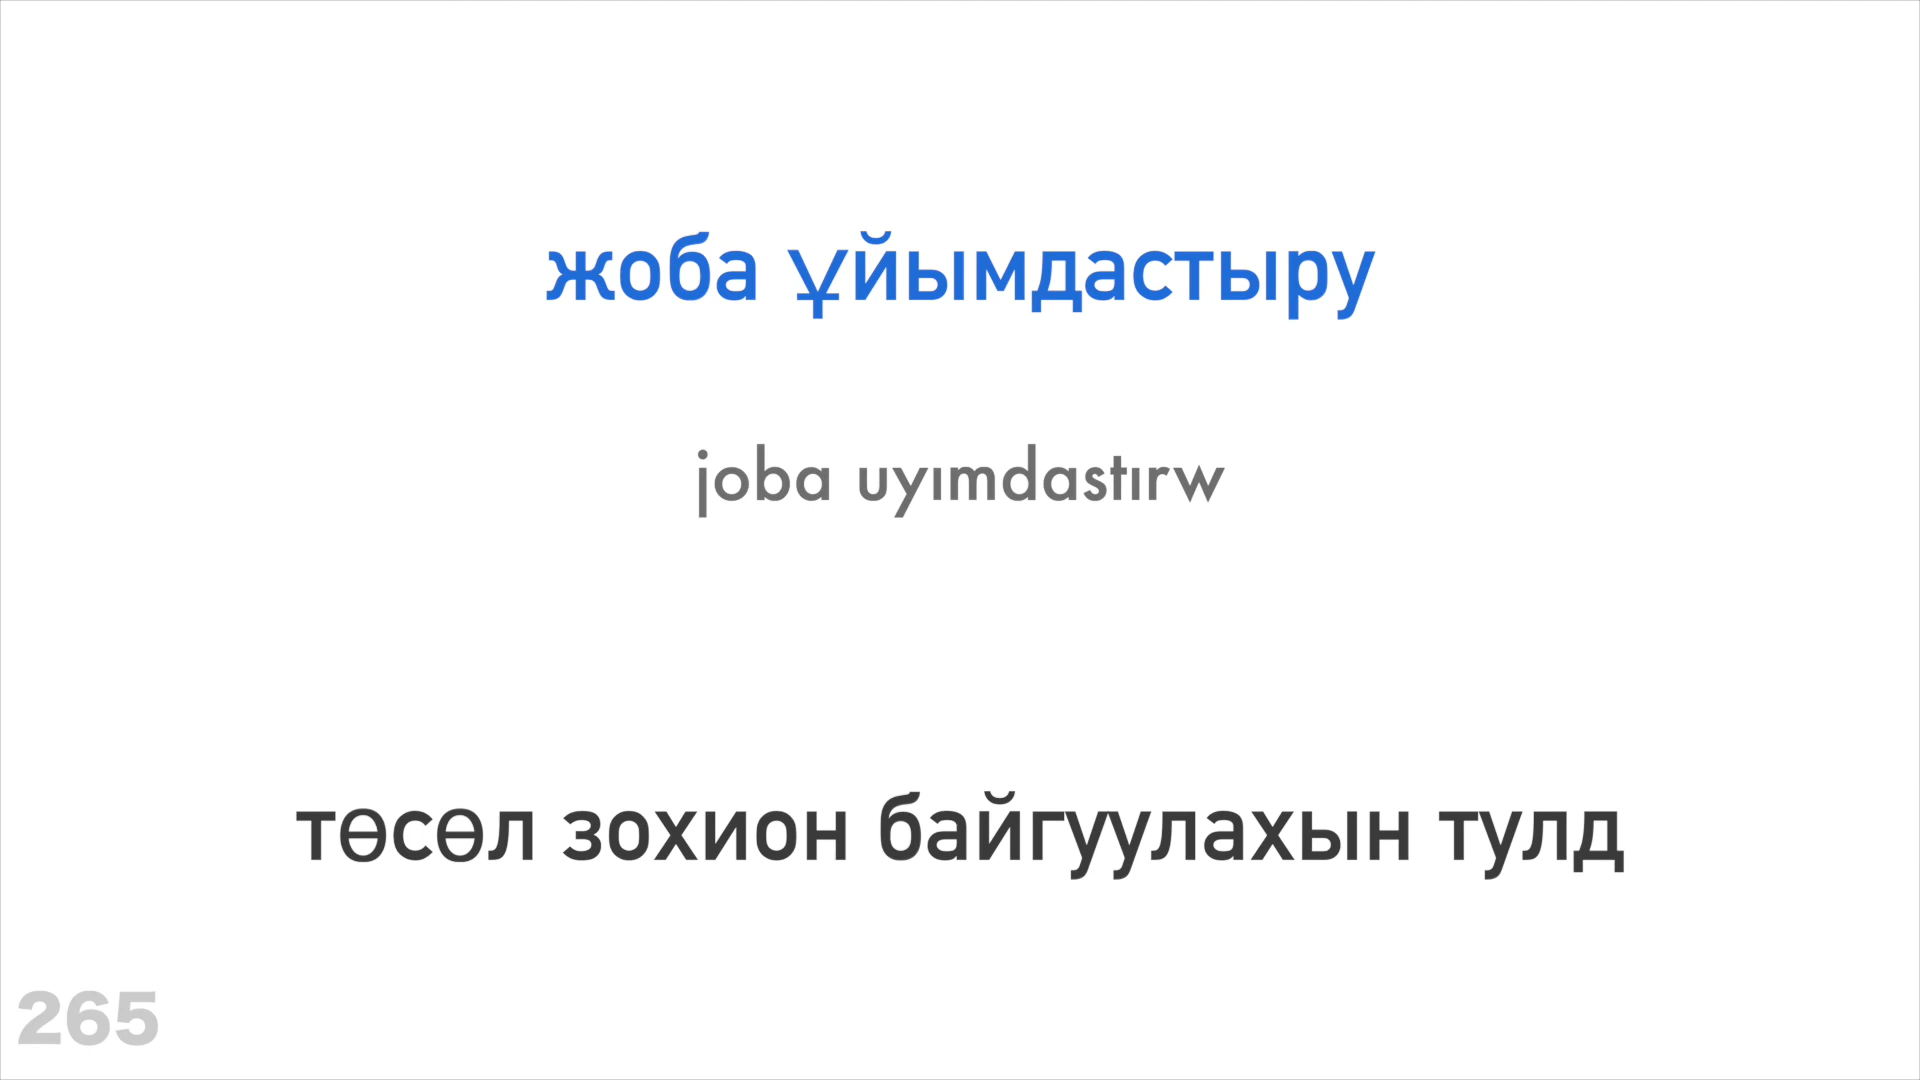 жоба ұйымдастыру
joba uyımdastırw
төсөл зохион байгуулахын тулд
265